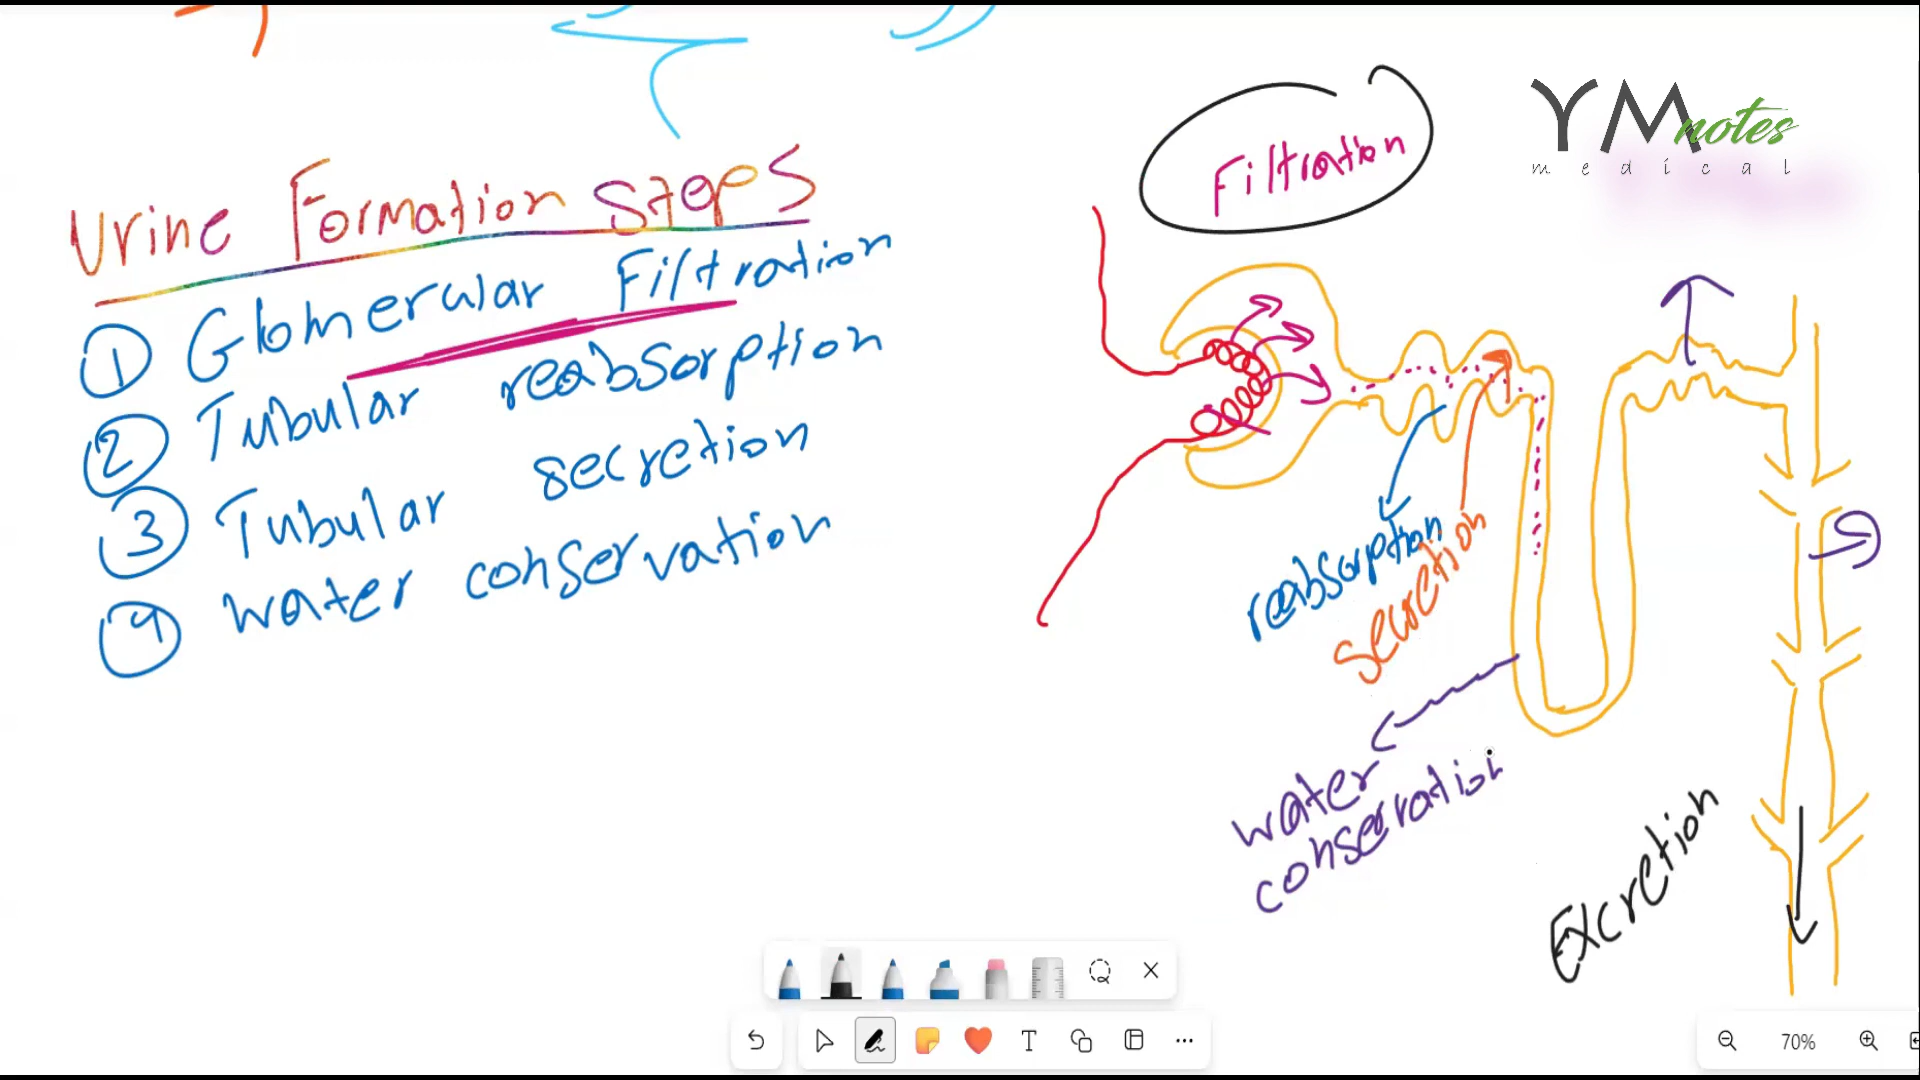 Urine Formation Steps
① Glomerular Filtration
② Tubular reabsorption
③ Tubular secretion
④ water conservation
Filtration
YM notes
medical
reabsorption
secretion
water
conservation
Excretion
T
70%